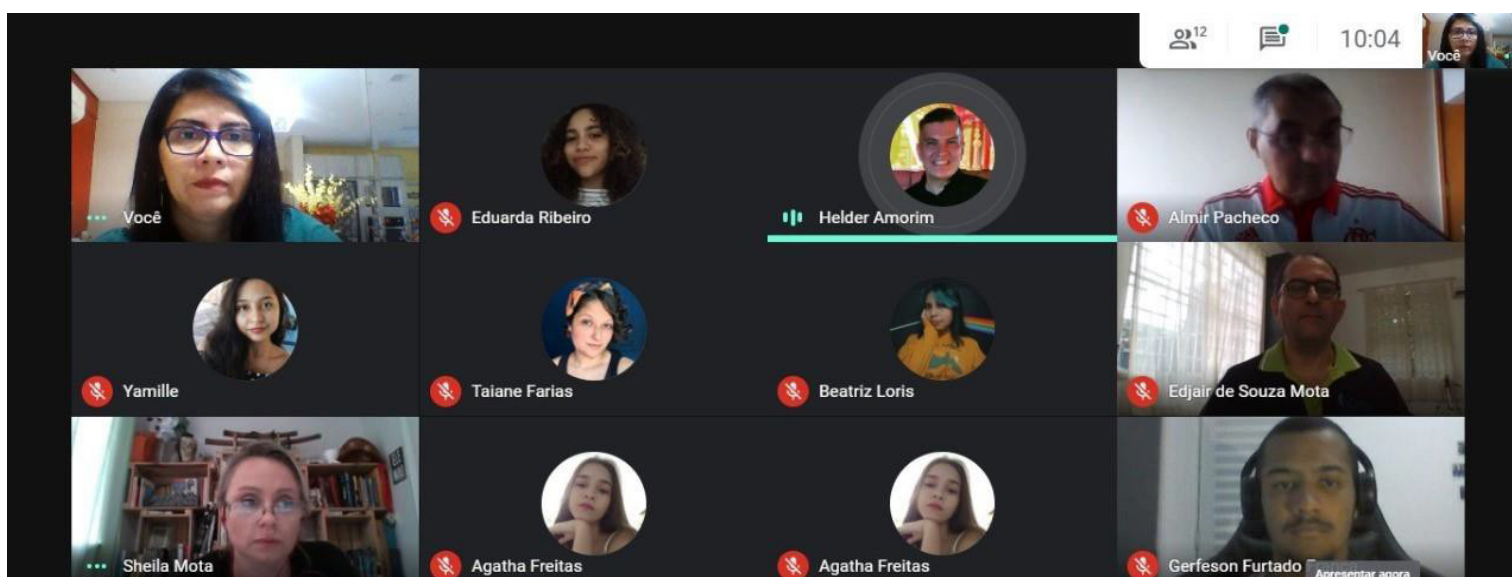 12
10:04
Você
Você
Eduarda Ribeiro
Helder Amorim
Almir Pacheco
Yamille
Taiane Farias
Beatriz Loris
Edjair de Souza Mota
Sheila Mota
Agatha Freitas
Agatha Freitas
Gerfeson Furtado
Apresentar agora